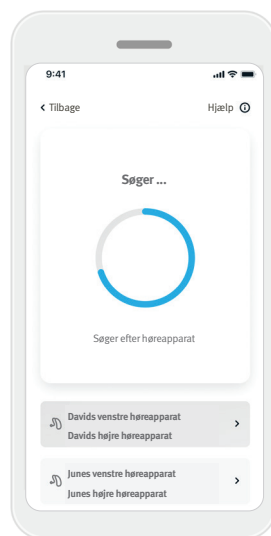 9:41
Tilbage
Hjælp
Søger ...
Søger efter høreapparat
Davids venstre høreapparat
Davids højre høreapparat
Junes venstre høreapparat
Junes højre høreapparat